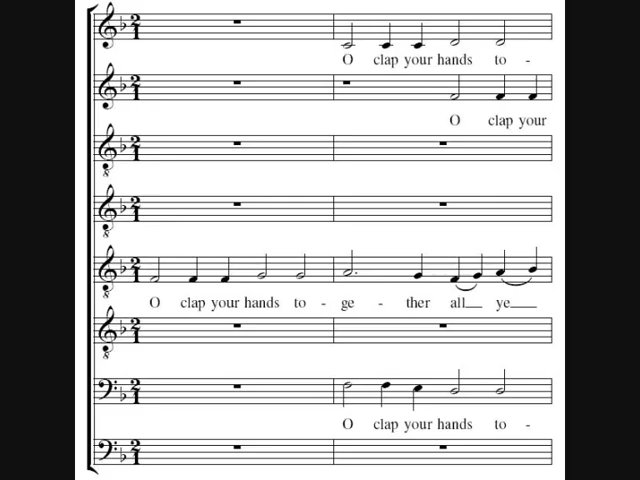 O clap your hands to -
O clap your
O clap your hands to - ge - ther all ye
O clap your hands to -